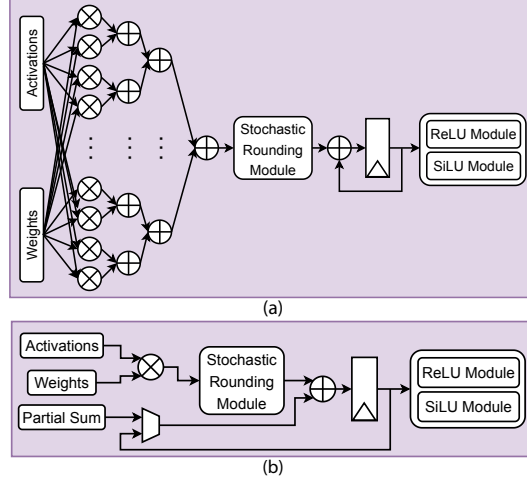 Activations
Weights
Stochastic
Rounding
Module
ReLU Module
SiLU Module
(a)
Activations
Weights
Partial Sum
Stochastic
Rounding
Module
ReLU Module
SiLU Module
(b)